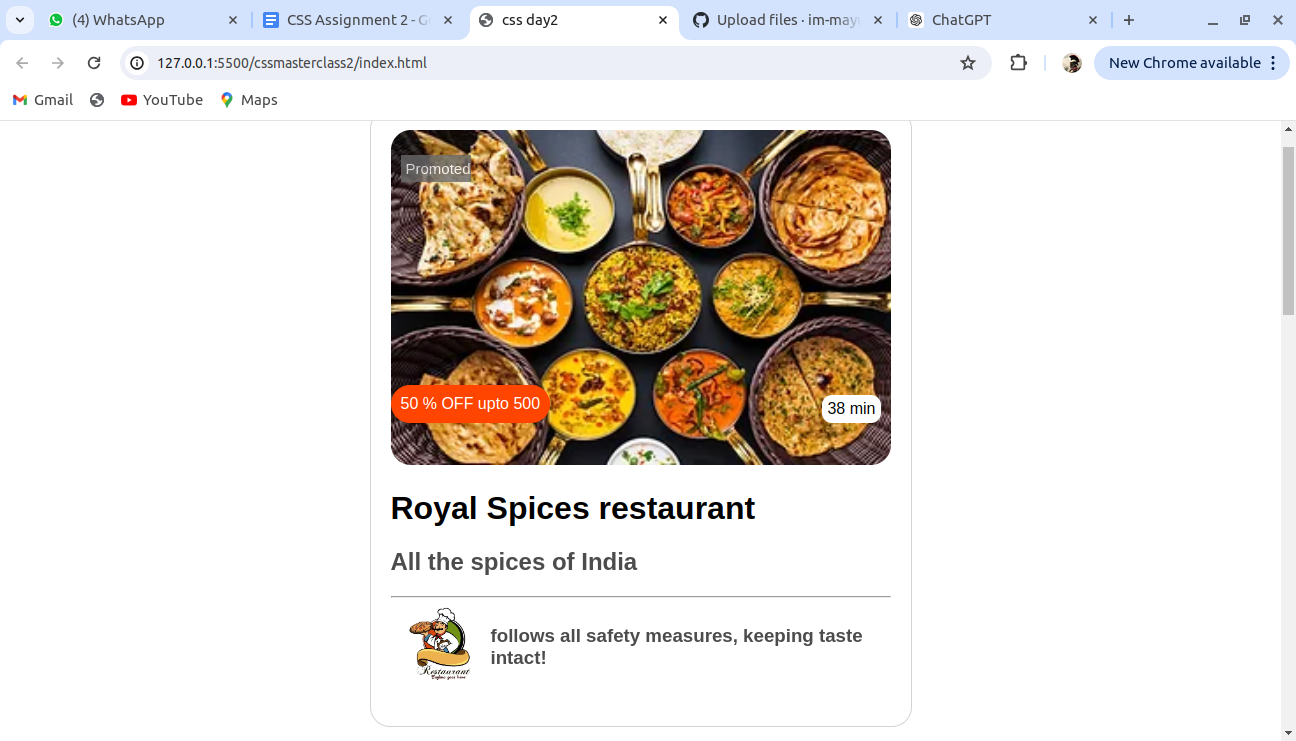 (4) WhatsApp
CSS Assignment 2 - G
css day2
Upload files · im-may
ChatGPT
127.0.0.1:5500/cssmasterclass2/index.html
New Chrome available
Gmail
YouTube
Maps
Promoted
50 % OFF upto 500
38 min
Royal Spices restaurant
All the spices of India
Restaurant
follows all safety measures, keeping taste
intact!